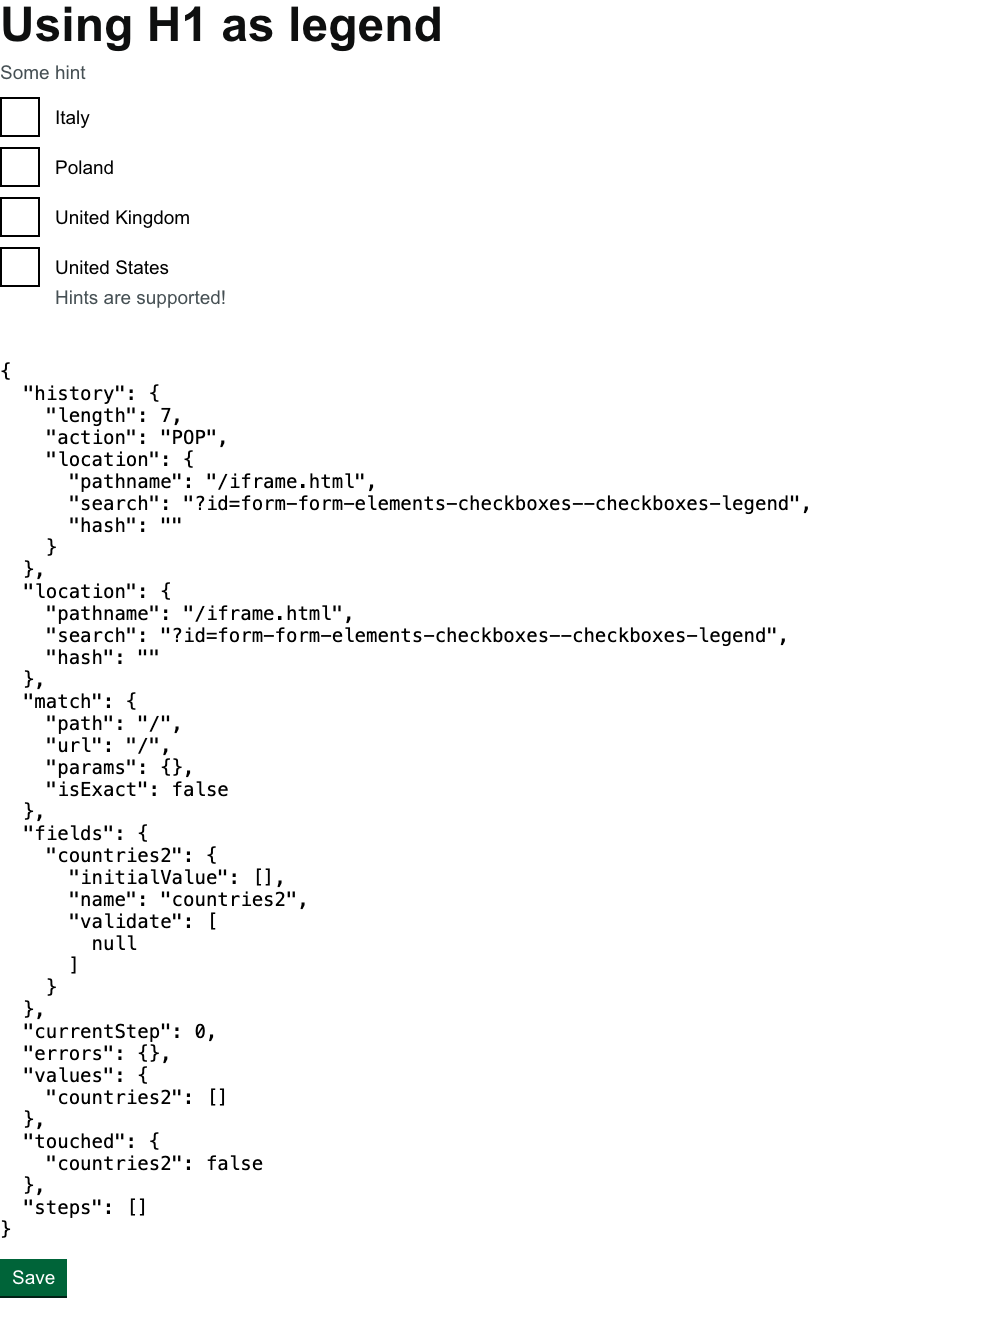 Using H1 as legend
Some hint
Italy
Poland
United Kingdom
United States
Hints are supported!
{
  "history": {
    "length": 7,
    "action": "POP",
    "location": {
      "pathname": "/iframe.html",
      "search": "?id=form-form-elements-checkboxes--checkboxes-legend",
      "hash": ""
    }
  },
  "location": {
    "pathname": "/iframe.html",
    "search": "?id=form-form-elements-checkboxes--checkboxes-legend",
    "hash": ""
  },
  "match": {
    "path": "/",
    "url": "/",
    "params": {},
    "isExact": false
  },
  "fields": {
    "countries2": {
      "initialValue": [],
      "name": "countries2",
      "validate": [
        null
      ]
    }
  },
  "currentStep": 0,
  "errors": {},
  "values": {
    "countries2": []
  },
  "touched": {
    "countries2": false
  },
  "steps": []
}
Save